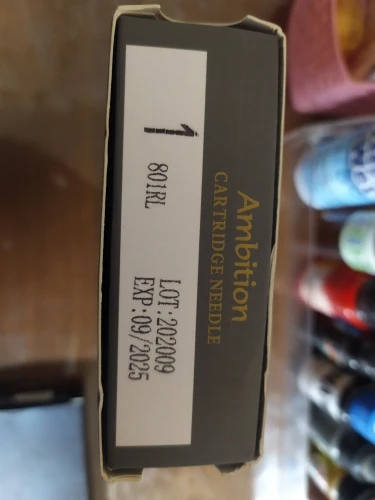 Ambition
CARTRIDGE NEEDLE
1
801RL
LOT:202009
EXP:09/2025